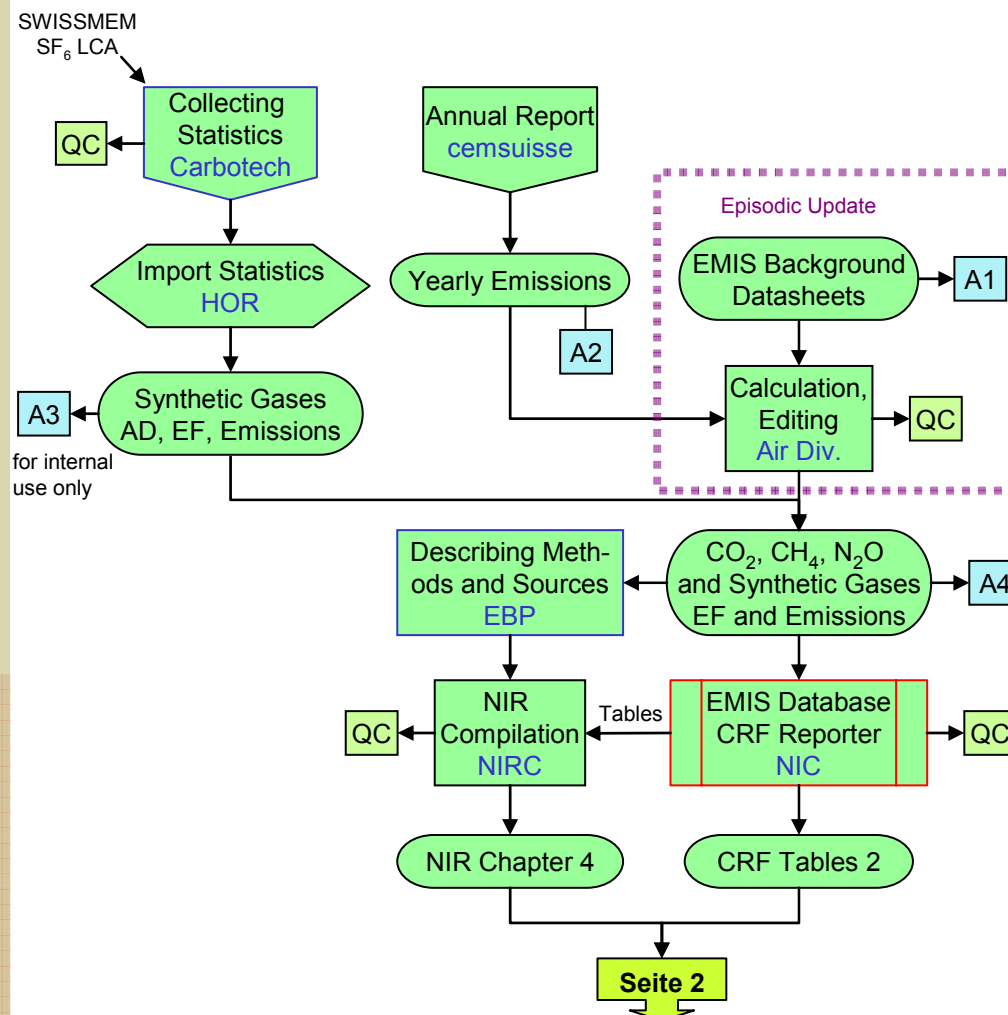 SWISSMEM
SF6 LCA
Collecting
Statistics
Carbotech
QC
Annual Report
cemsuisse
Episodic Update
Import Statistics
HOR
Yearly Emissions
A2
EMIS Background
Datasheets
A1
Synthetic Gases
AD, EF, Emissions
A3
for internal
use only
Calculation,
Editing
Air Div.
QC
Describing Meth-
ods and Sources
EBP
CO2, CH4, N2O
and Synthetic Gases
EF and Emissions
A4
NIR
Compilation
NIRC
QC
Tables
EMIS Database
CRF Reporter
NIC
QC
NIR Chapter 4
CRF Tables 2
Seite 2